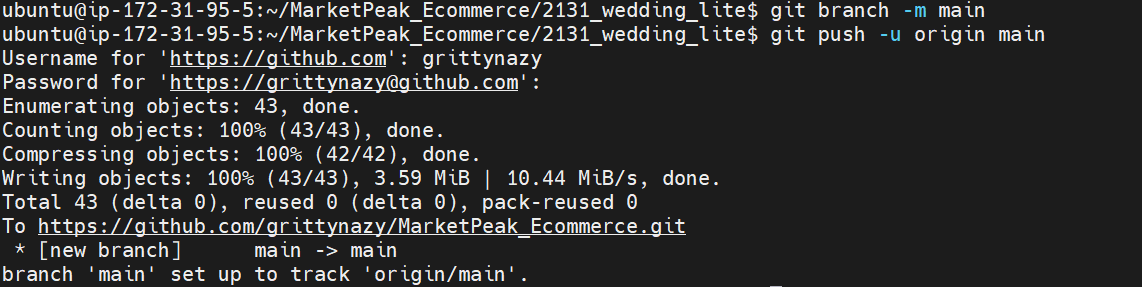 ubuntu@ip-172-31-95-5:~/MarketPeak_Ecommerce/2131_wedding_lite$ git branch -m main
ubuntu@ip-172-31-95-5:~/MarketPeak_Ecommerce/2131_wedding_lite$ git push -u origin main
Username for 'https://github.com': grittynazy
Password for 'https://grittynazy@github.com':
Enumerating objects: 43, done.
Counting objects: 100% (43/43), done.
Compressing objects: 100% (42/42), done.
Writing objects: 100% (43/43), 3.59 MiB | 10.44 MiB/s, done.
Total 43 (delta 0), reused 0 (delta 0), pack-reused 0
To https://github.com/grittynazy/MarketPeak_Ecommerce.git
 * [new branch]      main -> main
branch 'main' set up to track 'origin/main'.